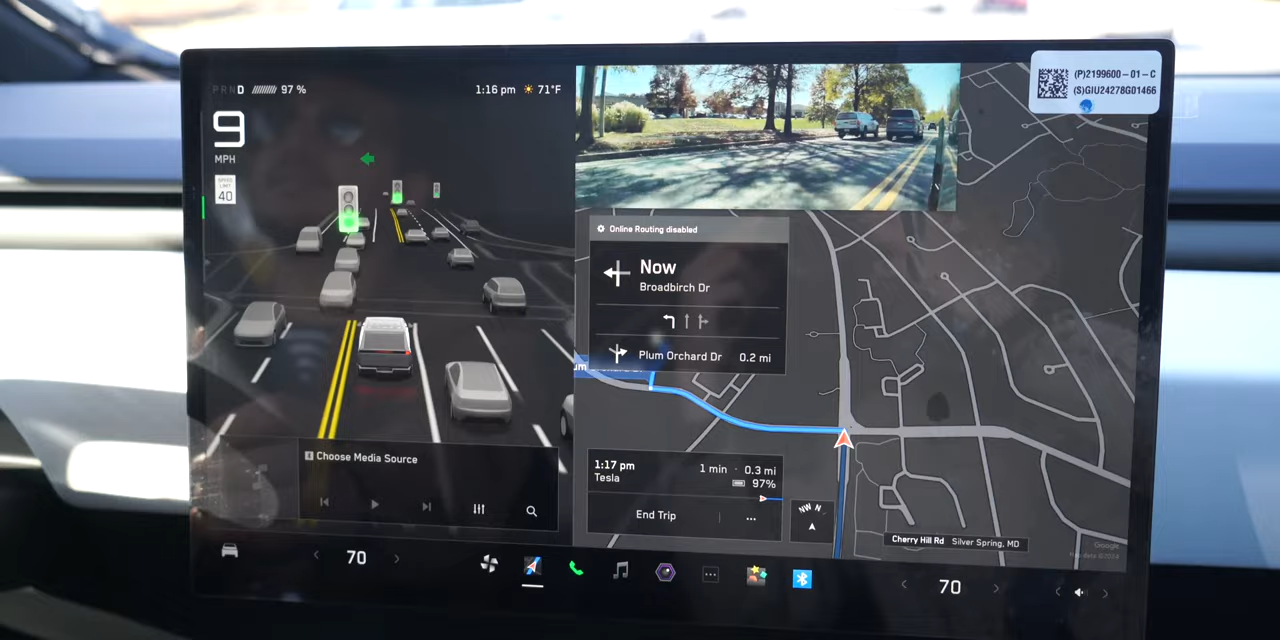 PRND 97 %
1:16 pm 71°F
9
MPH
SPEED
LIMIT
40
(P)2199600-01-C
(S)GIU24278G01466
Online Routing disabled
Now
Broadbirch Dr
Plum Orchard Dr 0.2 mi
um
1:17 pm 1 min · 0.3 mi
Tesla 97%
End Trip ...
NW N
Cherry Hill Rd Silver Spring, MD
Google
Choose Media Source
70
70